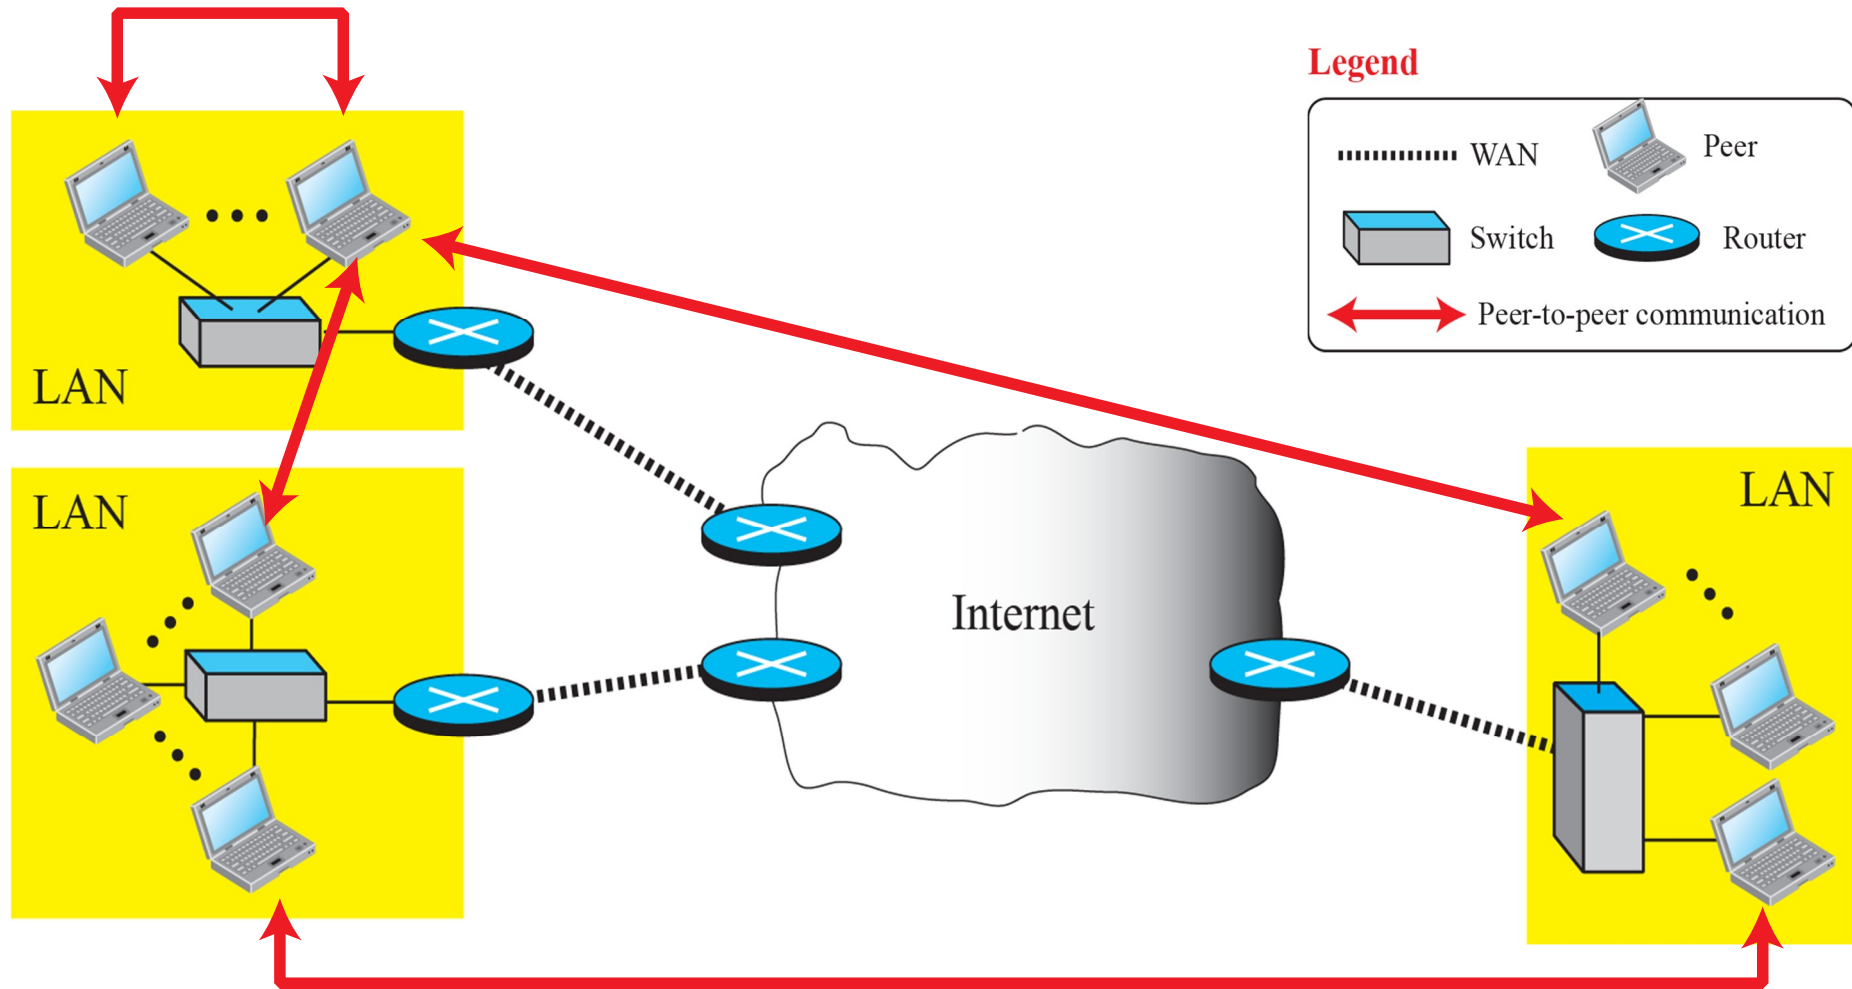 Legend
WAN
Peer
Switch
Router
Peer-to-peer communication
LAN
LAN
Internet
LAN